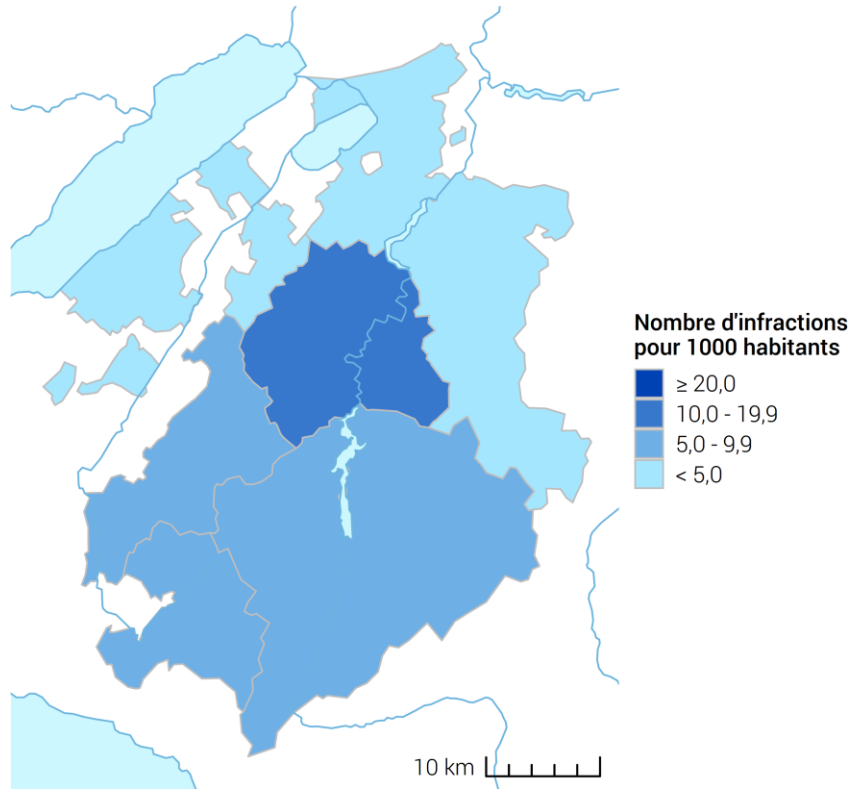 Nombre d'infractions
pour 1000 habitants
≥ 20,0
10,0 - 19,9
5,0 - 9,9
< 5,0
10 km